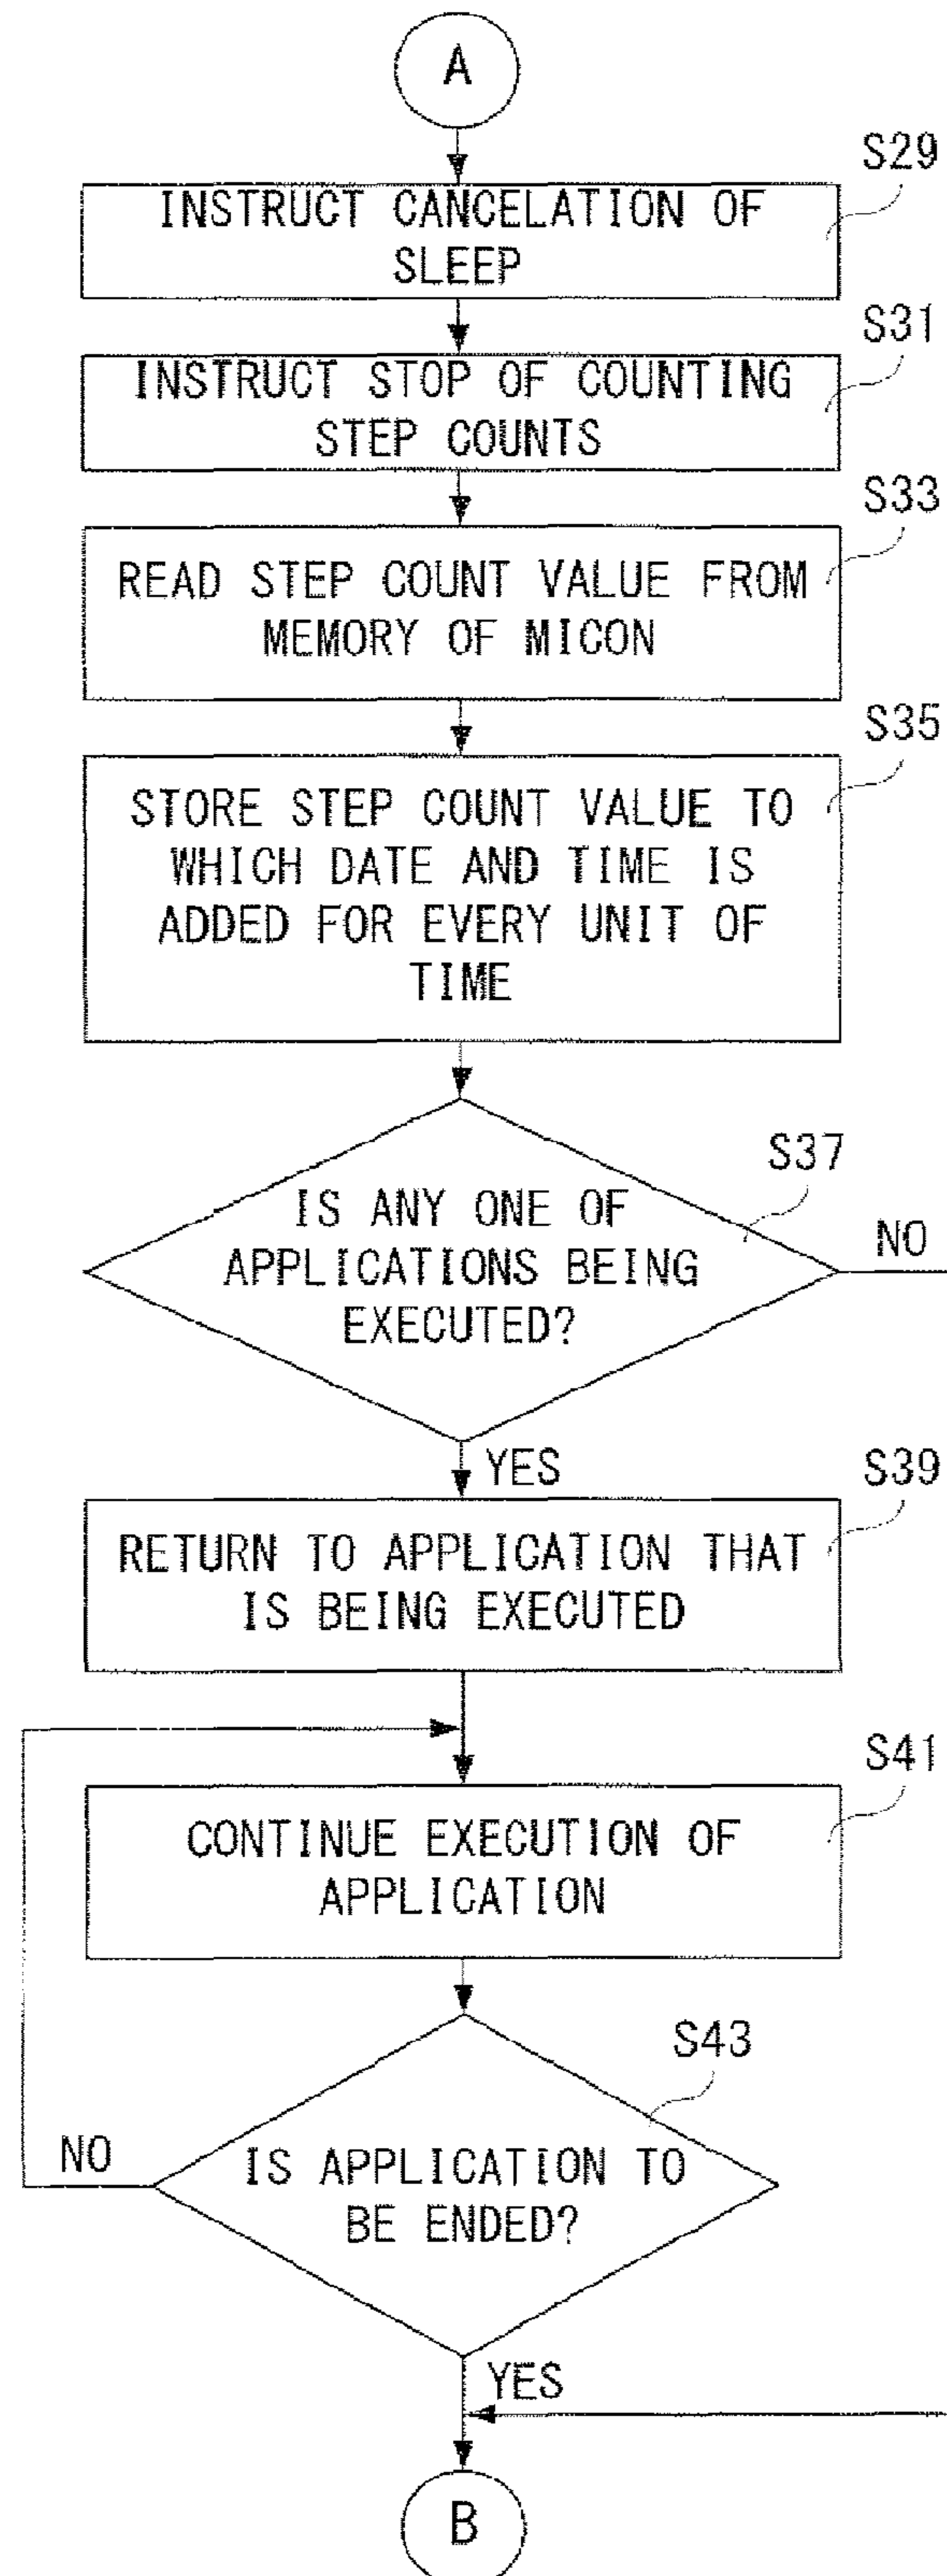 A
S29
INSTRUCT CANCELATION OF
SLEEP
S31
INSTRUCT STOP OF COUNTING
STEP COUNTS
S33
READ STEP COUNT VALUE FROM
MEMORY OF MICON
S35
STORE STEP COUNT VALUE TO
WHICH DATE AND TIME IS
ADDED FOR EVERY UNIT OF
TIME
S37
IS ANY ONE OF
APPLICATIONS BEING
EXECUTED?
NO
YES
S39
RETURN TO APPLICATION THAT
IS BEING EXECUTED
S41
CONTINUE EXECUTION OF
APPLICATION
S43
NO
IS APPLICATION TO
BE ENDED?
YES
B